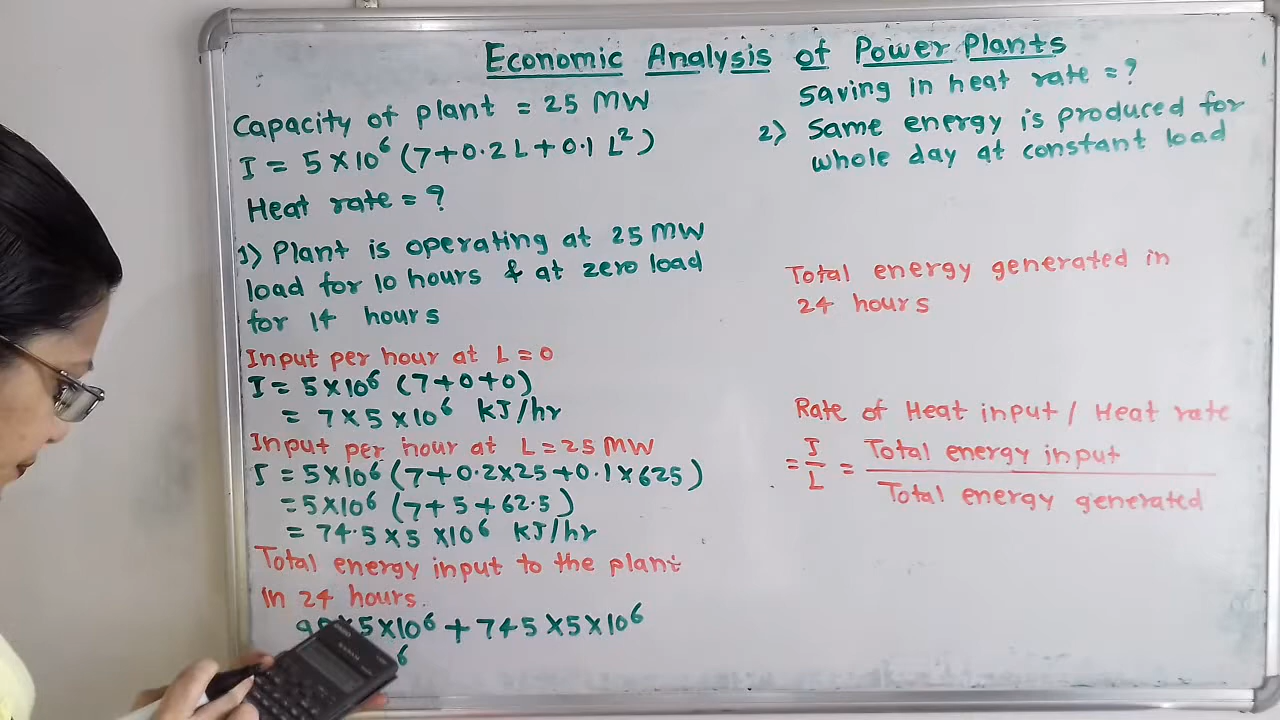 Economic Analysis of Power Plants
Capacity of plant = 25 MW
I = 5×10⁶ (7+0.2L+0.1L²)
Heat rate = ?
1) Plant is operating at 25 MW
load for 10 hours & at zero load
for 14 hours
Input per hour at L=0
I = 5×10⁶ (7+0+0)
= 7×5×10⁶ KJ/hr
Input per hour at L=25 MW
I = 5×10⁶ (7+0.2×25+0.1×625)
=5×10⁶ (7+5+62.5)
= 74.5×5×10⁶ KJ/hr
Total energy input to the plant
in 24 hours.
5×10⁶ + 745×5×10⁶
6
saving in heat rate = ?
2) Same energy is produced for
whole day at constant load
Total energy generated in
24 hours
Rate of Heat input / Heat rate
= I/L = Total energy input
Total energy generated